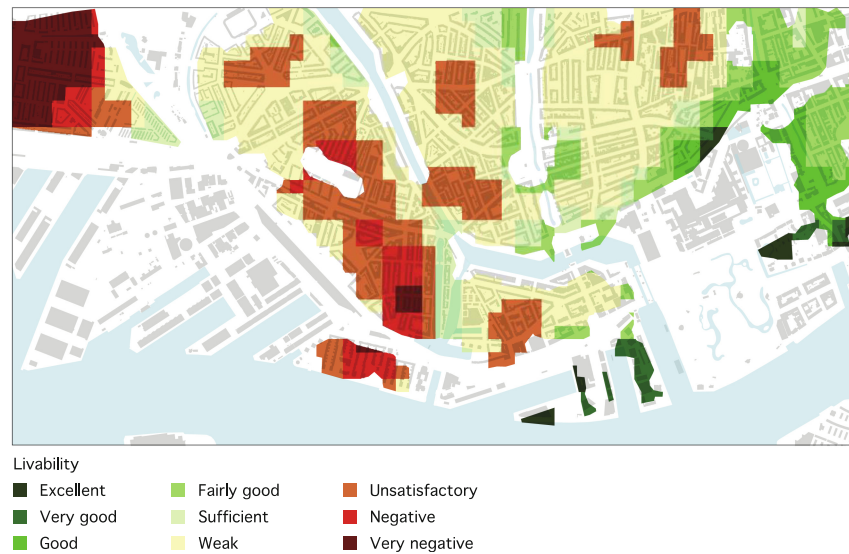 Livability
Excellent
Fairly good
Unsatisfactory
Very good
Sufficient
Negative
Good
Weak
Very negative